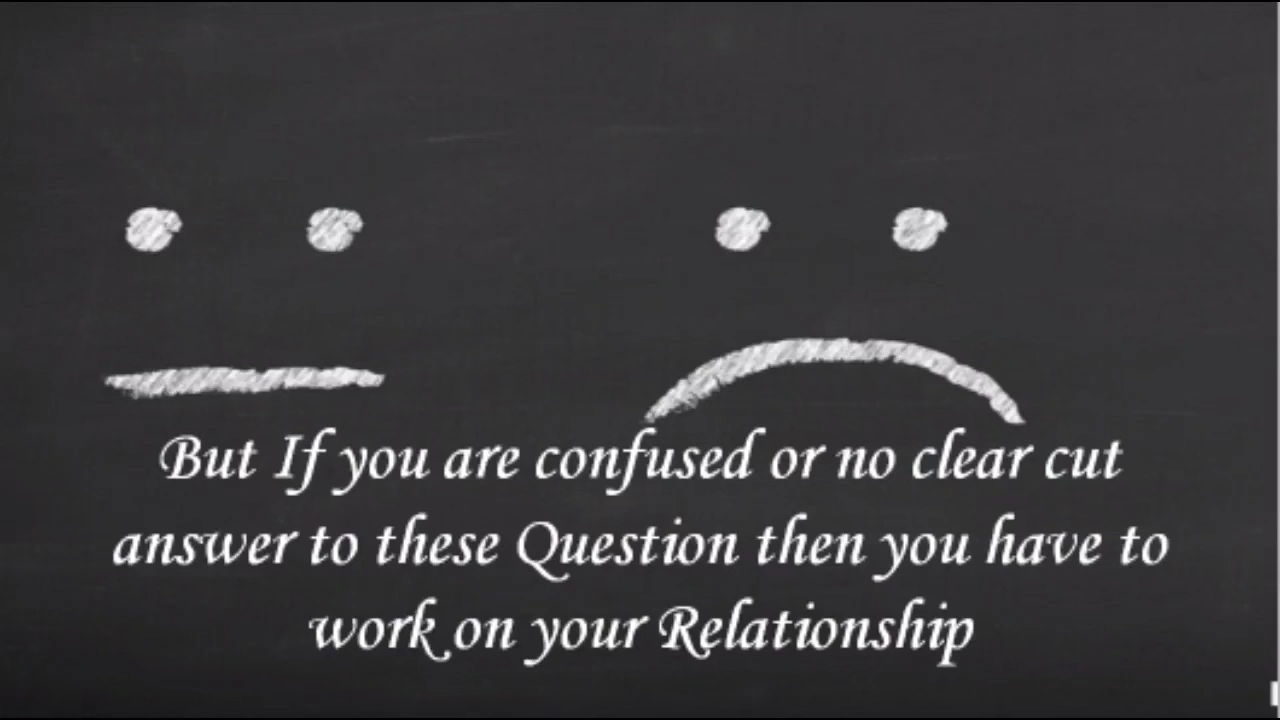 But If you are confused or no clear cut
answer to these Question then you have to
work on your Relationship